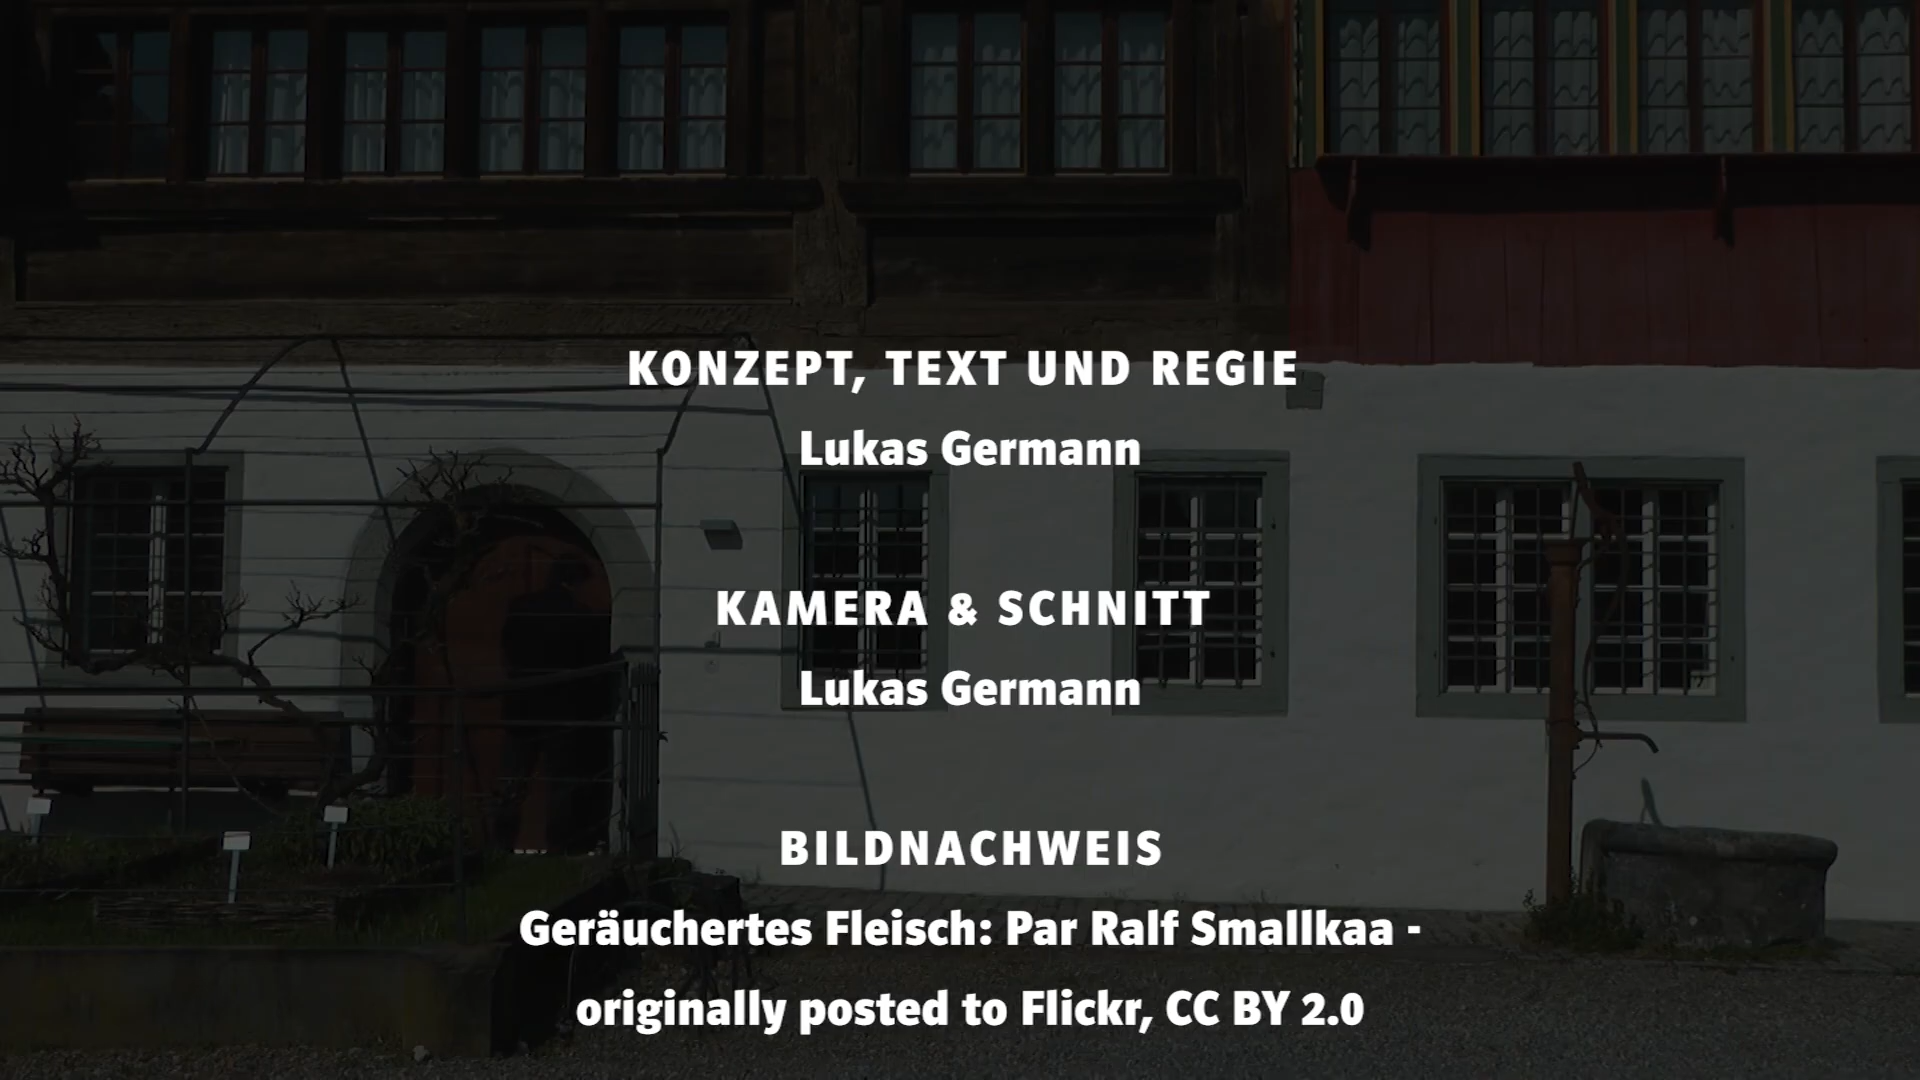 KONZEPT, TEXT UND REGIE
Lukas Germann
KAMERA & SCHNITT
Lukas Germann
BILDNACHWEIS
Geräuchertes Fleisch: Par Ralf Smallkaa -
originally posted to Flickr, CC BY 2.0